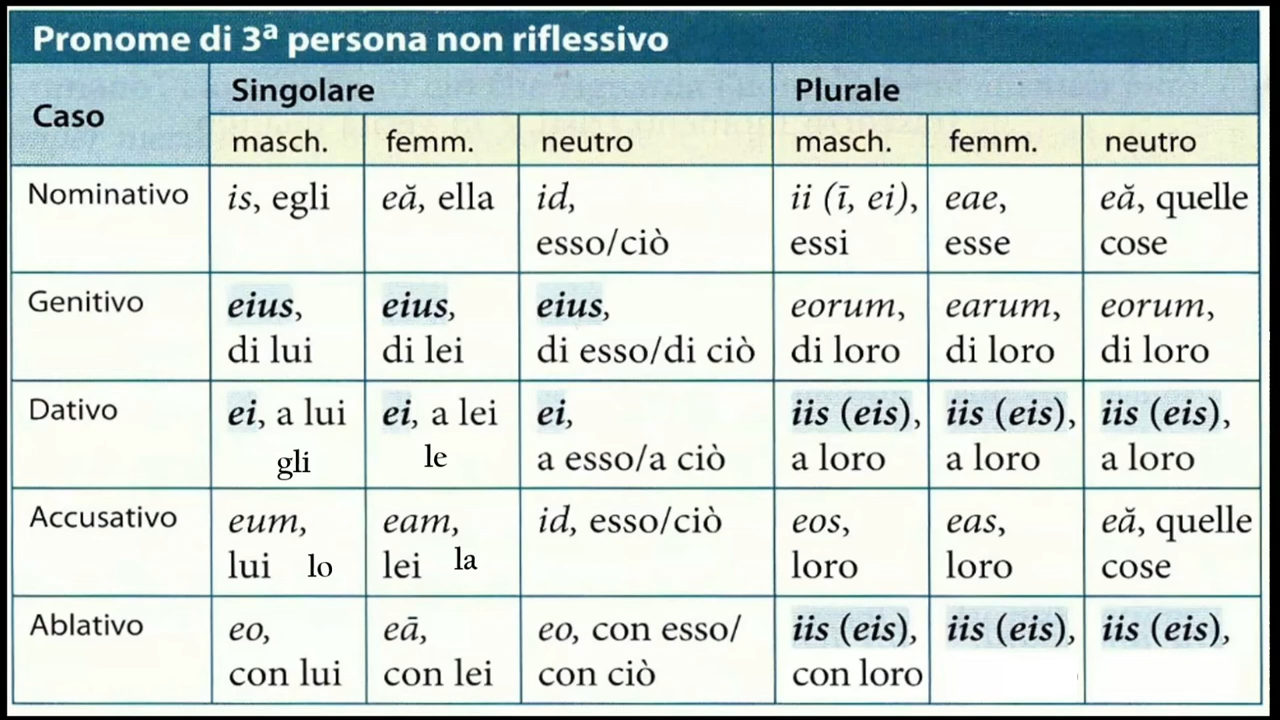 Pronome di 3ª persona non riflessivo
Caso
Singolare
Plurale
masch. femm. neutro masch. femm. neutro
Nominativo
is, egli
eă, ella
id,
esso/ciò
ii (ī, ei),
essi
eae,
esse
eă, quelle
cose
Genitivo
eius,
di lui
eius,
di lei
eius,
di esso/di ciò
eorum,
di loro
earum,
di loro
eorum,
di loro
Dativo
ei, a lui
gli
ei, a lei
le
ei,
a esso/a ciò
iis (eis),
a loro
iis (eis),
a loro
iis (eis),
a loro
Accusativo
eum,
lui lo
eam,
lei la
id, esso/ciò
eos,
loro
eas,
loro
eă, quelle
cose
Ablativo
eo,
con lui
eā,
con lei
eo, con esso/
con ciò
iis (eis),
con loro
iis (eis),
iis (eis),